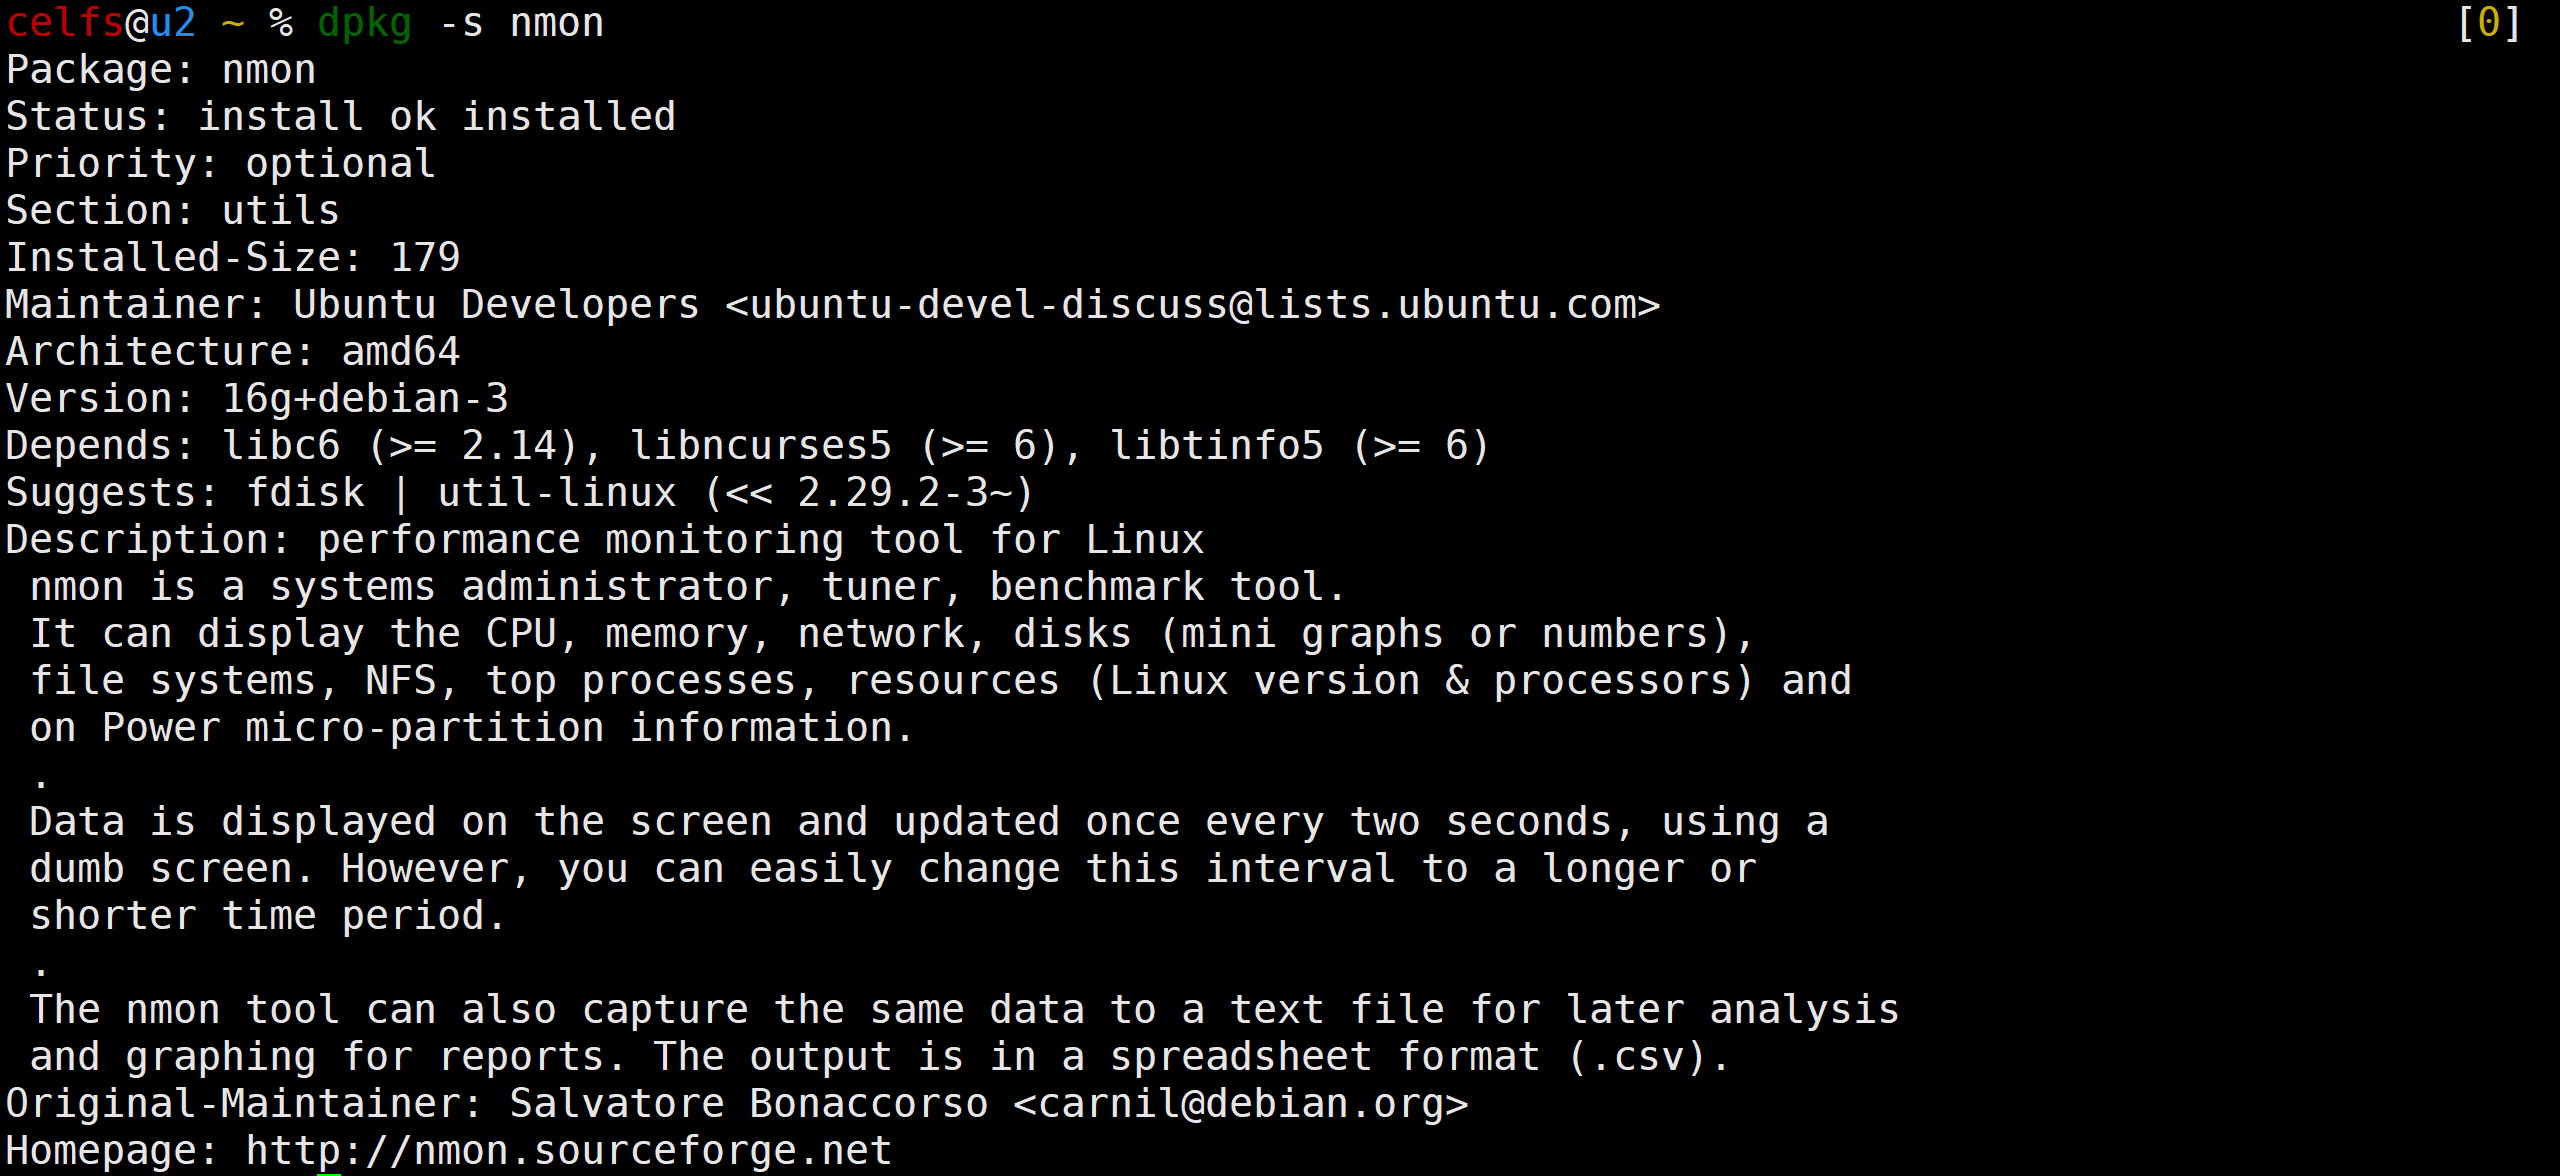 celfs@u2 ~ % dpkg -s nmon [0]
Package: nmon
Status: install ok installed
Priority: optional
Section: utils
Installed-Size: 179
Maintainer: Ubuntu Developers <ubuntu-devel-discuss@lists.ubuntu.com>
Architecture: amd64
Version: 16g+debian-3
Depends: libc6 (>= 2.14), libncurses5 (>= 6), libtinfo5 (>= 6)
Suggests: fdisk | util-linux (<< 2.29.2-3~)
Description: performance monitoring tool for Linux
 nmon is a systems administrator, tuner, benchmark tool.
 It can display the CPU, memory, network, disks (mini graphs or numbers),
 file systems, NFS, top processes, resources (Linux version & processors) and
 on Power micro-partition information.
 .
 Data is displayed on the screen and updated once every two seconds, using a
 dumb screen. However, you can easily change this interval to a longer or
 shorter time period.
 .
 The nmon tool can also capture the same data to a text file for later analysis
 and graphing for reports. The output is in a spreadsheet format (.csv).
Original-Maintainer: Salvatore Bonaccorso <carnil@debian.org>
Homepage: http://nmon.sourceforge.net